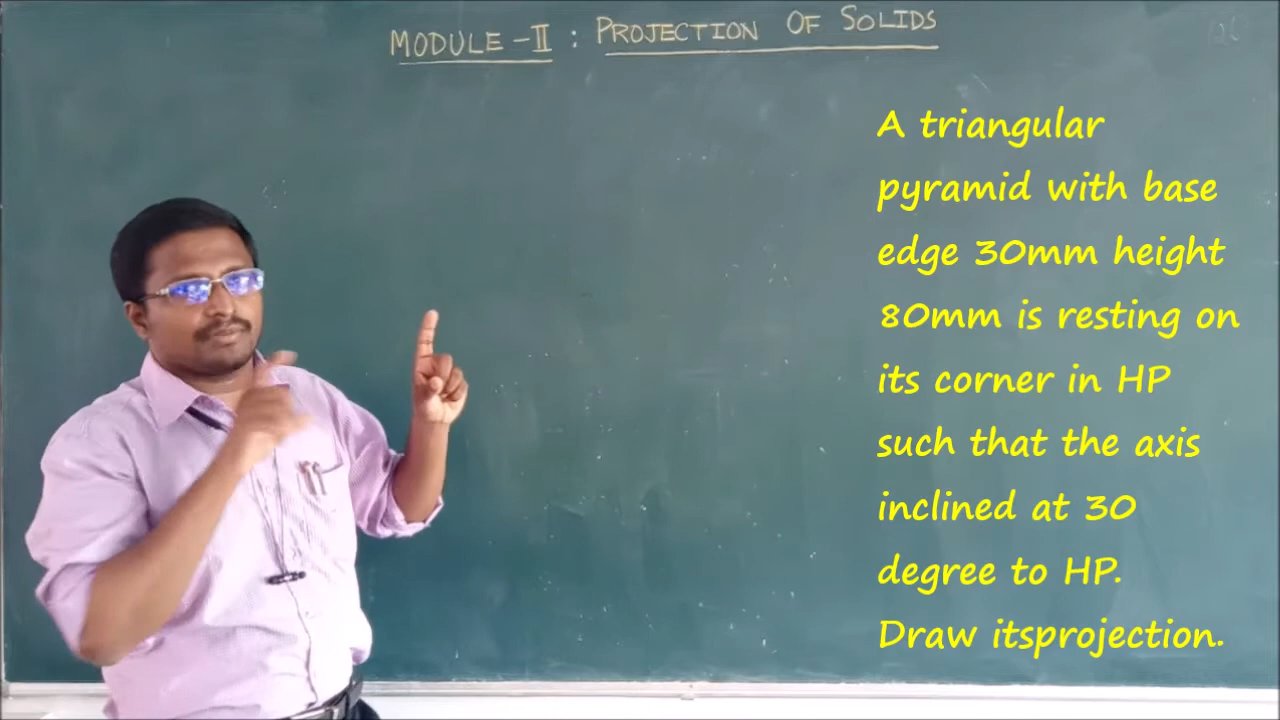 MODULE-II : PROJECTION OF SOLIDS
A triangular
pyramid with base
edge 30mm height
80mm is resting on
its corner in HP
such that the axis
inclined at 30
degree to HP.
Draw itsprojection.